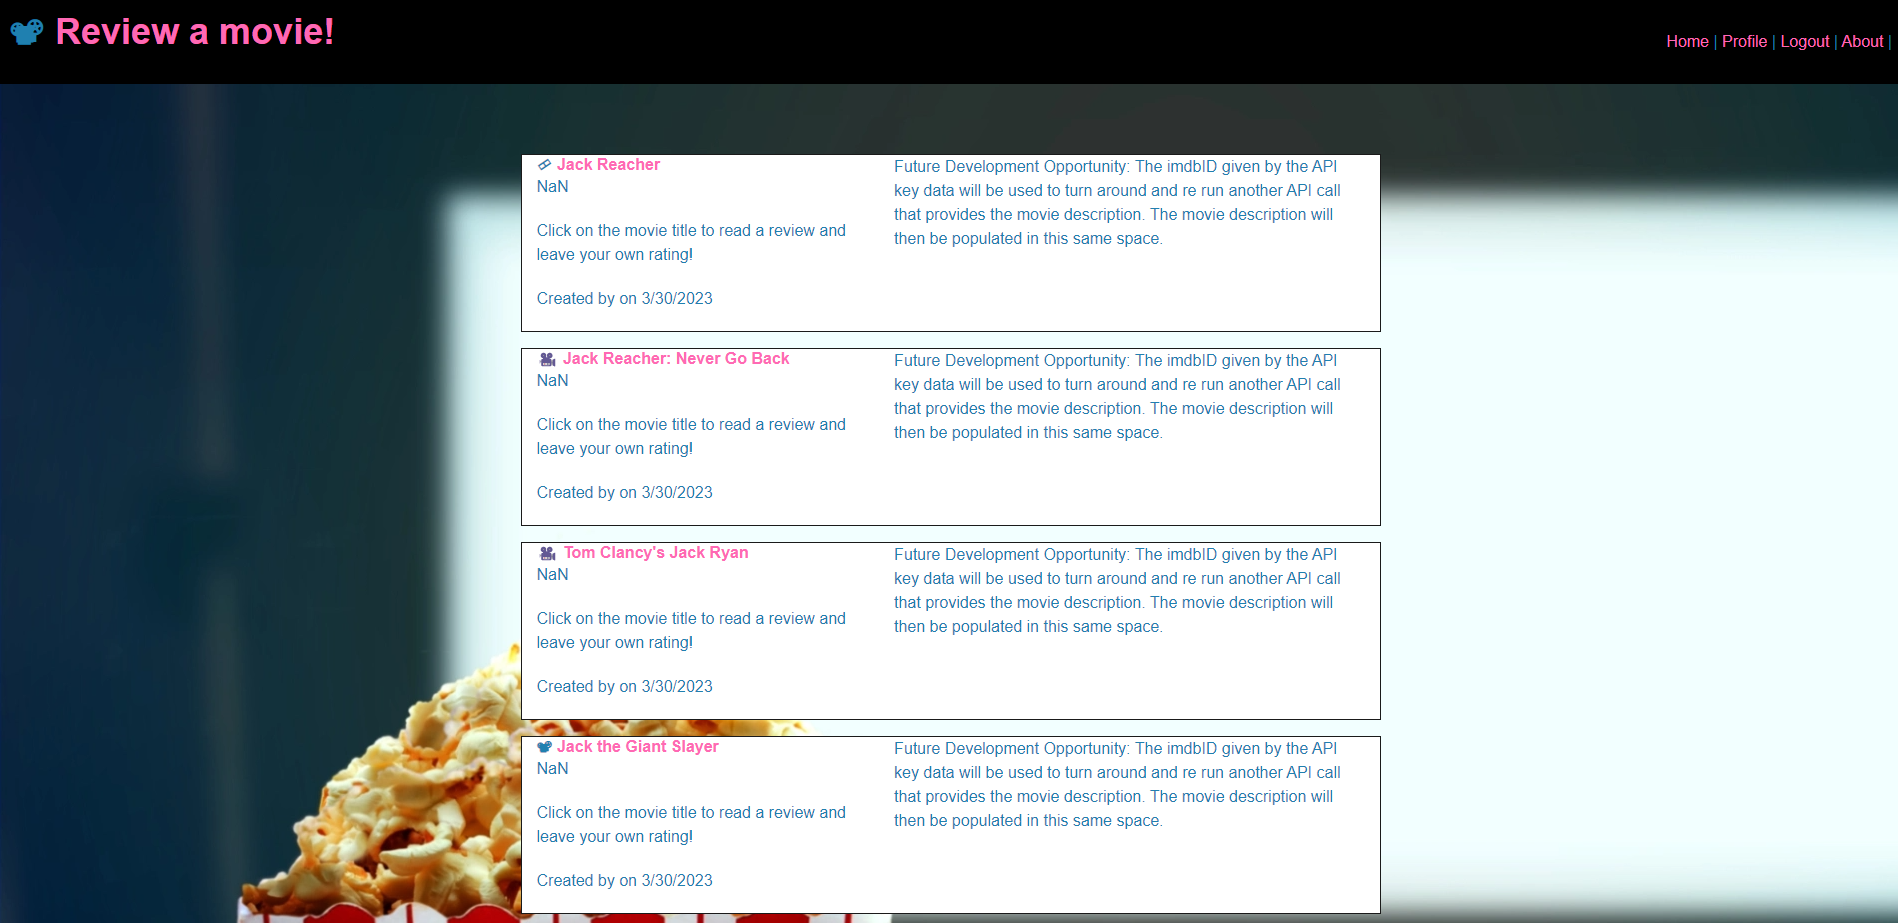 Review a movie!
Home | Profile | Logout | About |
Jack Reacher
NaN
Click on the movie title to read a review and
leave your own rating!
Created by on 3/30/2023
Future Development Opportunity: The imdbID given by the API
key data will be used to turn around and re run another API call
that provides the movie description. The movie description will
then be populated in this same space.
Jack Reacher: Never Go Back
NaN
Click on the movie title to read a review and
leave your own rating!
Created by on 3/30/2023
Future Development Opportunity: The imdbID given by the API
key data will be used to turn around and re run another API call
that provides the movie description. The movie description will
then be populated in this same space.
Tom Clancy's Jack Ryan
NaN
Click on the movie title to read a review and
leave your own rating!
Created by on 3/30/2023
Future Development Opportunity: The imdbID given by the API
key data will be used to turn around and re run another API call
that provides the movie description. The movie description will
then be populated in this same space.
Jack the Giant Slayer
NaN
Click on the movie title to read a review and
leave your own rating!
Created by on 3/30/2023
Future Development Opportunity: The imdbID given by the API
key data will be used to turn around and re run another API call
that provides the movie description. The movie description will
then be populated in this same space.